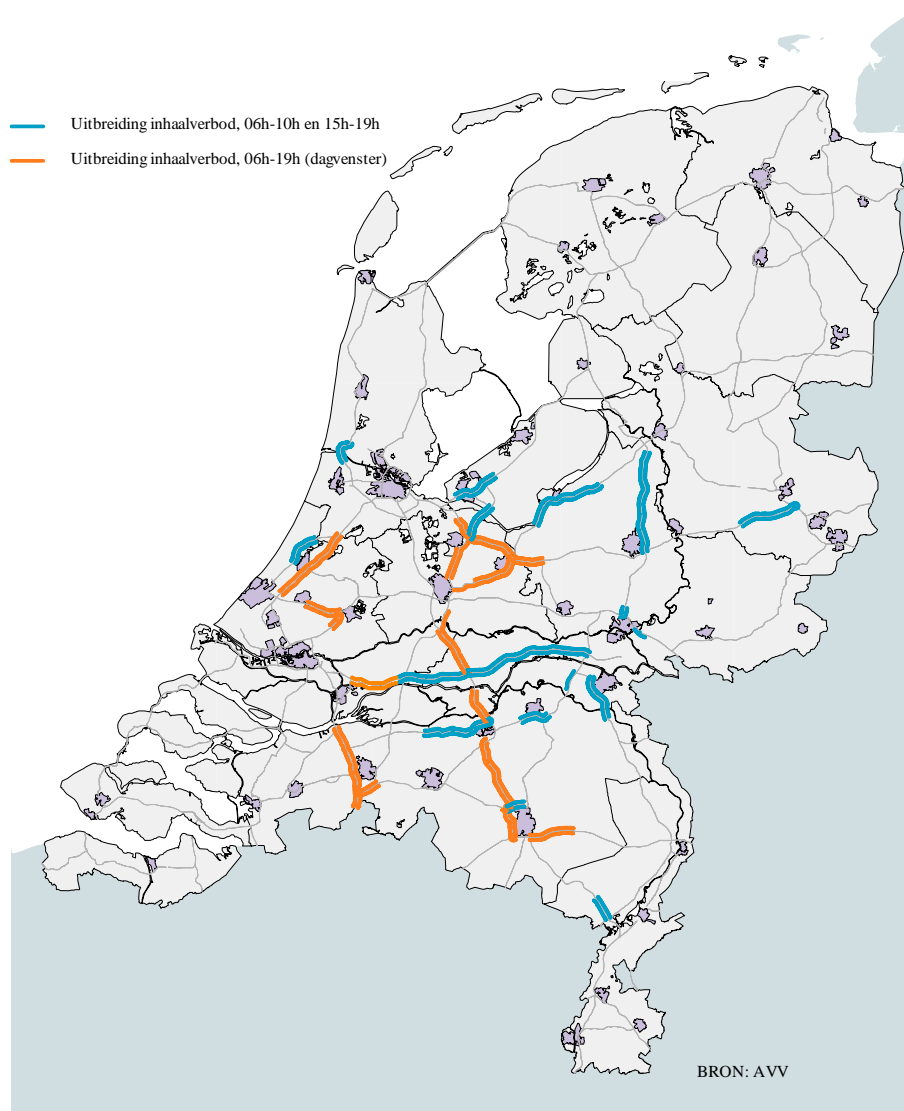 Uitbreiding inhaalverbod, 06h-10h en 15h-19h
Uitbreiding inhaalverbod, 06h-19h (dagvenster)
BRON: AVV